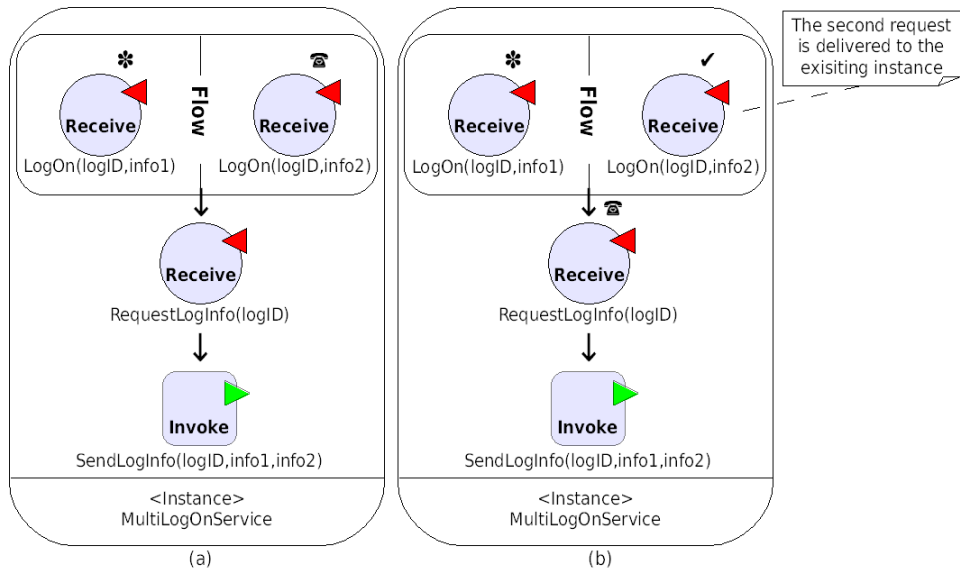 Flow
Receive
LogOn(logID,info1)
Receive
LogOn(logID,info2)
Receive
RequestLogInfo(logID)
Invoke
SendLogInfo(logID,info1,info2)
<Instance>
MultiLogOnService
(a)
Flow
Receive
LogOn(logID,info1)
Receive
LogOn(logID,info2)
Receive
RequestLogInfo(logID)
Invoke
SendLogInfo(logID,info1,info2)
<Instance>
MultiLogOnService
(b)
The second request
is delivered to the
exisiting instance